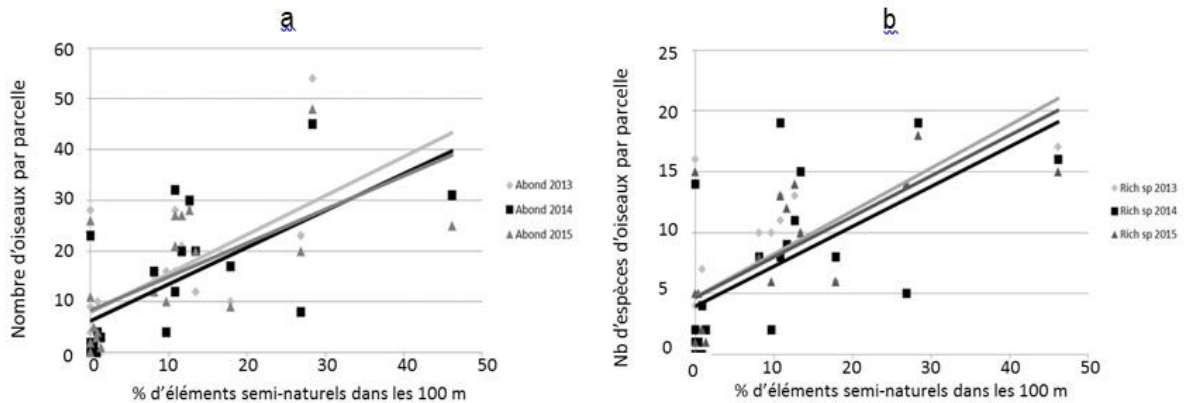 a
Nombre d'oiseaux par parcelle
60
50
40
30
20
10
0
0
10
20
30
40
50
% d'éléments semi-naturels dans les 100 m
Abond 2013
Abond 2014
Abond 2015
b
Nb d'espèces d'oiseaux par parcelle
25
20
15
10
5
0
0
10
20
30
40
50
% d'éléments semi-naturels dans les 100 m
Rich sp 2013
Rich sp 2014
Rich sp 2015